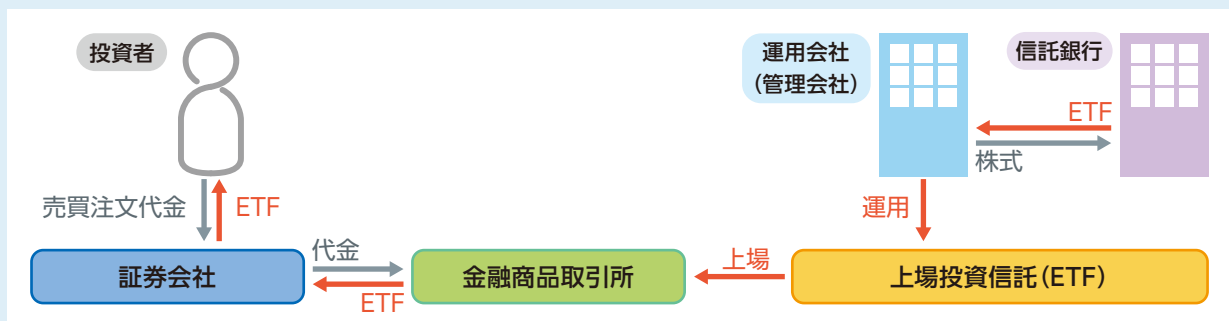 投資者
運用会社
(管理会社)
信託銀行
ETF
株式
売買注文代金
ETF
運用
証券会社
代金
ETF
金融商品取引所
上場
上場投資信託(ETF)